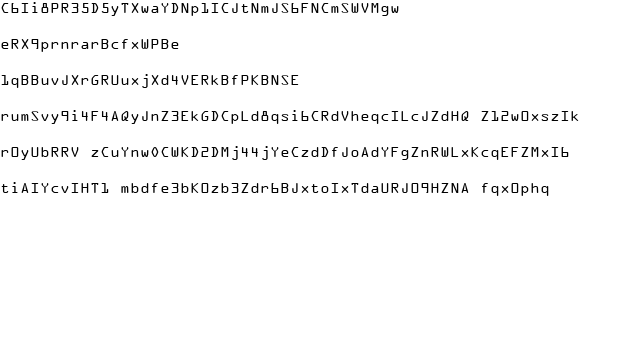 C6Ii8PR35D5yTXwaYDNp1ICJtNmJS6FNCmSWVMgw
eRX9prnrarBcfxWPBe
1qBBuvJXrGRUuxjXd4VERkBfPKBNSE
rumSvy9i4F4AQyJnZ3EkGDCpLd8qsi6CRdVheqcILcJZdHQ Z12wOxszIk
rOyUbRRV zCuYnw0CWKD2DMj44jYeCzdDfJoAdYFgZnRWLxKcqEFZMxI6
tiAIYcvIHT1 mbdfe3bKOzb3Zdr6BJxtoIxTdaURJO9HZNA fqxOphq